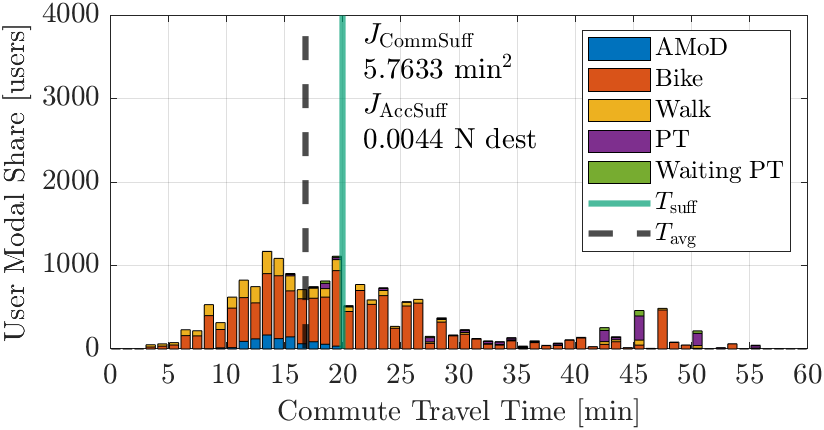 4000
3000
2000
1000
0
User Modal Share [users]
J_CommSuff
5.7633 min²
J_AccSuff
0.0044 N dest
AMoD
Bike
Walk
PT
Waiting PT
T_suff
T_avg
0 5 10 15 20 25 30 35 40 45 50 55 60
Commute Travel Time [min]